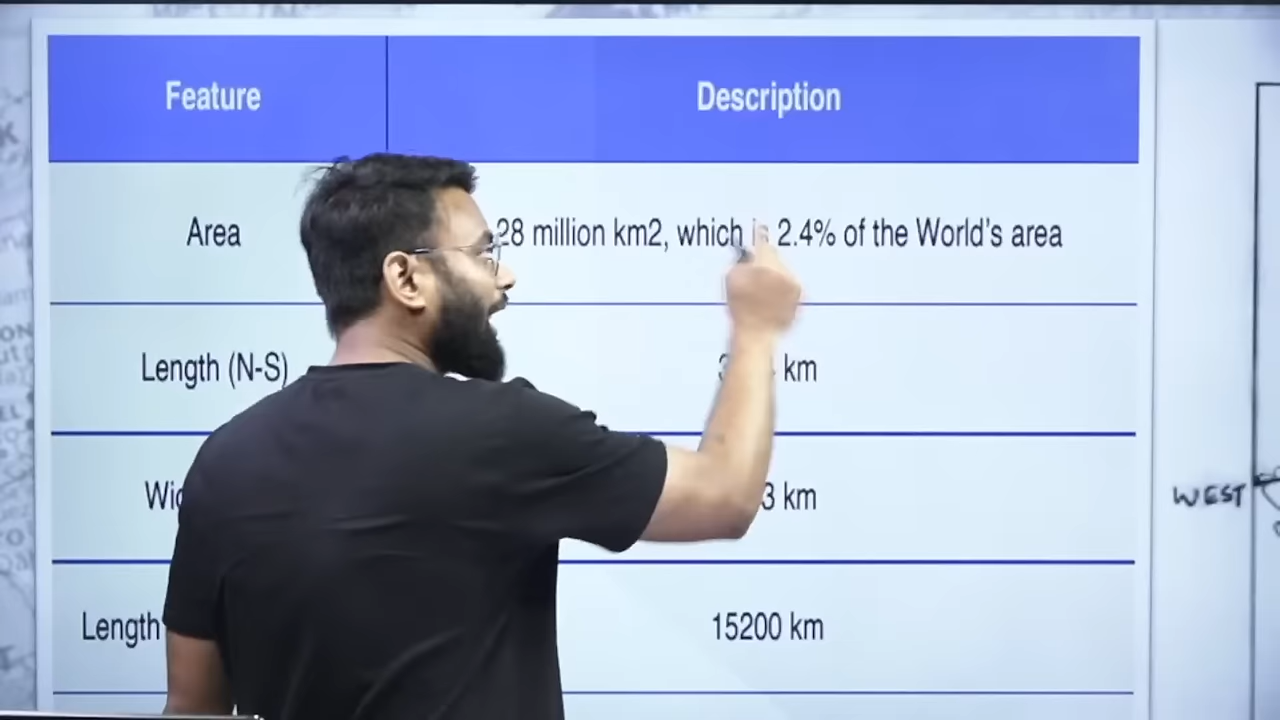 Feature Description
Area 28 million km2, which 2.4% of the World's area
Length (N-S) km
km
Length 15200 km
WEST